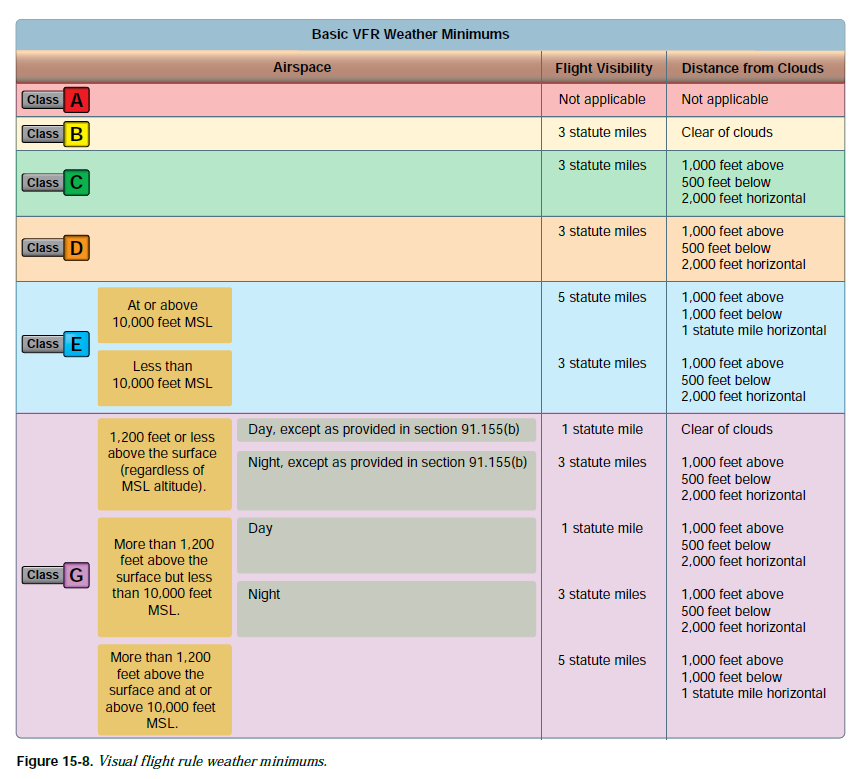 Basic VFR Weather Minimums
Airspace
Flight Visibility
Distance from Clouds
Class A
Not applicable
Not applicable
Class B
3 statute miles
Clear of clouds
Class C
3 statute miles
1,000 feet above
500 feet below
2,000 feet horizontal
Class D
3 statute miles
1,000 feet above
500 feet below
2,000 feet horizontal
Class E
At or above
10,000 feet MSL
5 statute miles
1,000 feet above
1,000 feet below
1 statute mile horizontal
Less than
10,000 feet MSL
3 statute miles
1,000 feet above
500 feet below
2,000 feet horizontal
Class G
1,200 feet or less
above the surface
(regardless of
MSL altitude).
Day, except as provided in section 91.155(b)
1 statute mile
Clear of clouds
Night, except as provided in section 91.155(b)
3 statute miles
1,000 feet above
500 feet below
2,000 feet horizontal
More than 1,200
feet above the
surface but less
than 10,000 feet
MSL.
Day
1 statute mile
1,000 feet above
500 feet below
2,000 feet horizontal
Night
3 statute miles
1,000 feet above
500 feet below
2,000 feet horizontal
More than 1,200
feet above the
surface and at or
above 10,000 feet
MSL.
5 statute miles
1,000 feet above
1,000 feet below
1 statute mile horizontal
Figure 15-8. Visual flight rule weather minimums.